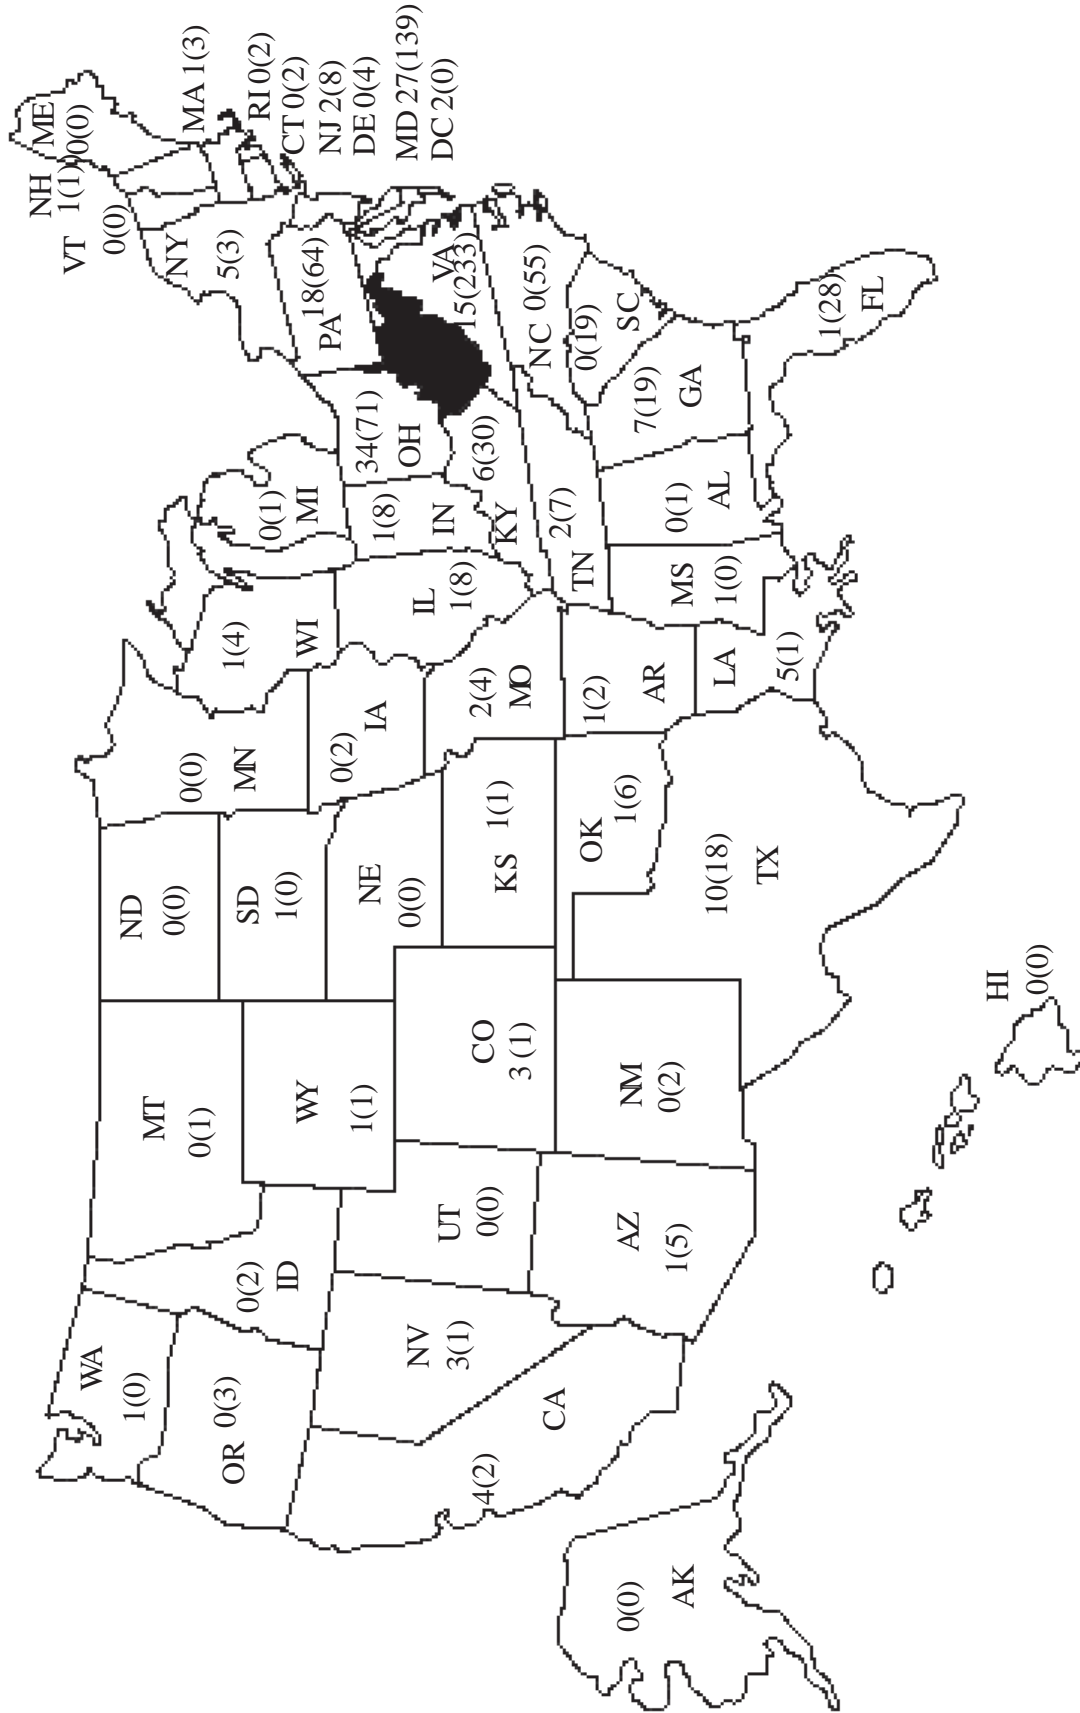 WA
1(0)
OR 0(3)
4(2)
CA
NV
3(1)
0(2)
ID
MT
0(1)
WY
1(1)
UT
0(0)
AZ
1(5)
CO
3 (1)
NM
0(2)
ND
0(0)
SD
1(0)
NE
0(0)
KS 1(1)
OK
1(6)
10(18)
TX
0(0)
MN
0(2)
IA
2(4)
MO
1(2)
AR
LA
5(1)
1(4)
WI
IL
1(8)
MS
1(0)
0(1)
MI
1(8)
IN
34(71)
OH
KY 6(30)
TN 2(7)
0(1)
AL
7(19)
GA
1(28)
FL
0(19)
SC
NC 0(55)
VA
15(233)
PA 18(64)
NY
5(3)
VT
0(0)
NH
1(1)
ME
0(0)
MA 1(3)
RI 0(2)
CT 0(2)
NJ 2(8)
DE 0(4)
MD 27(139)
DC 2(0)
0(0)
AK
HI
0(0)